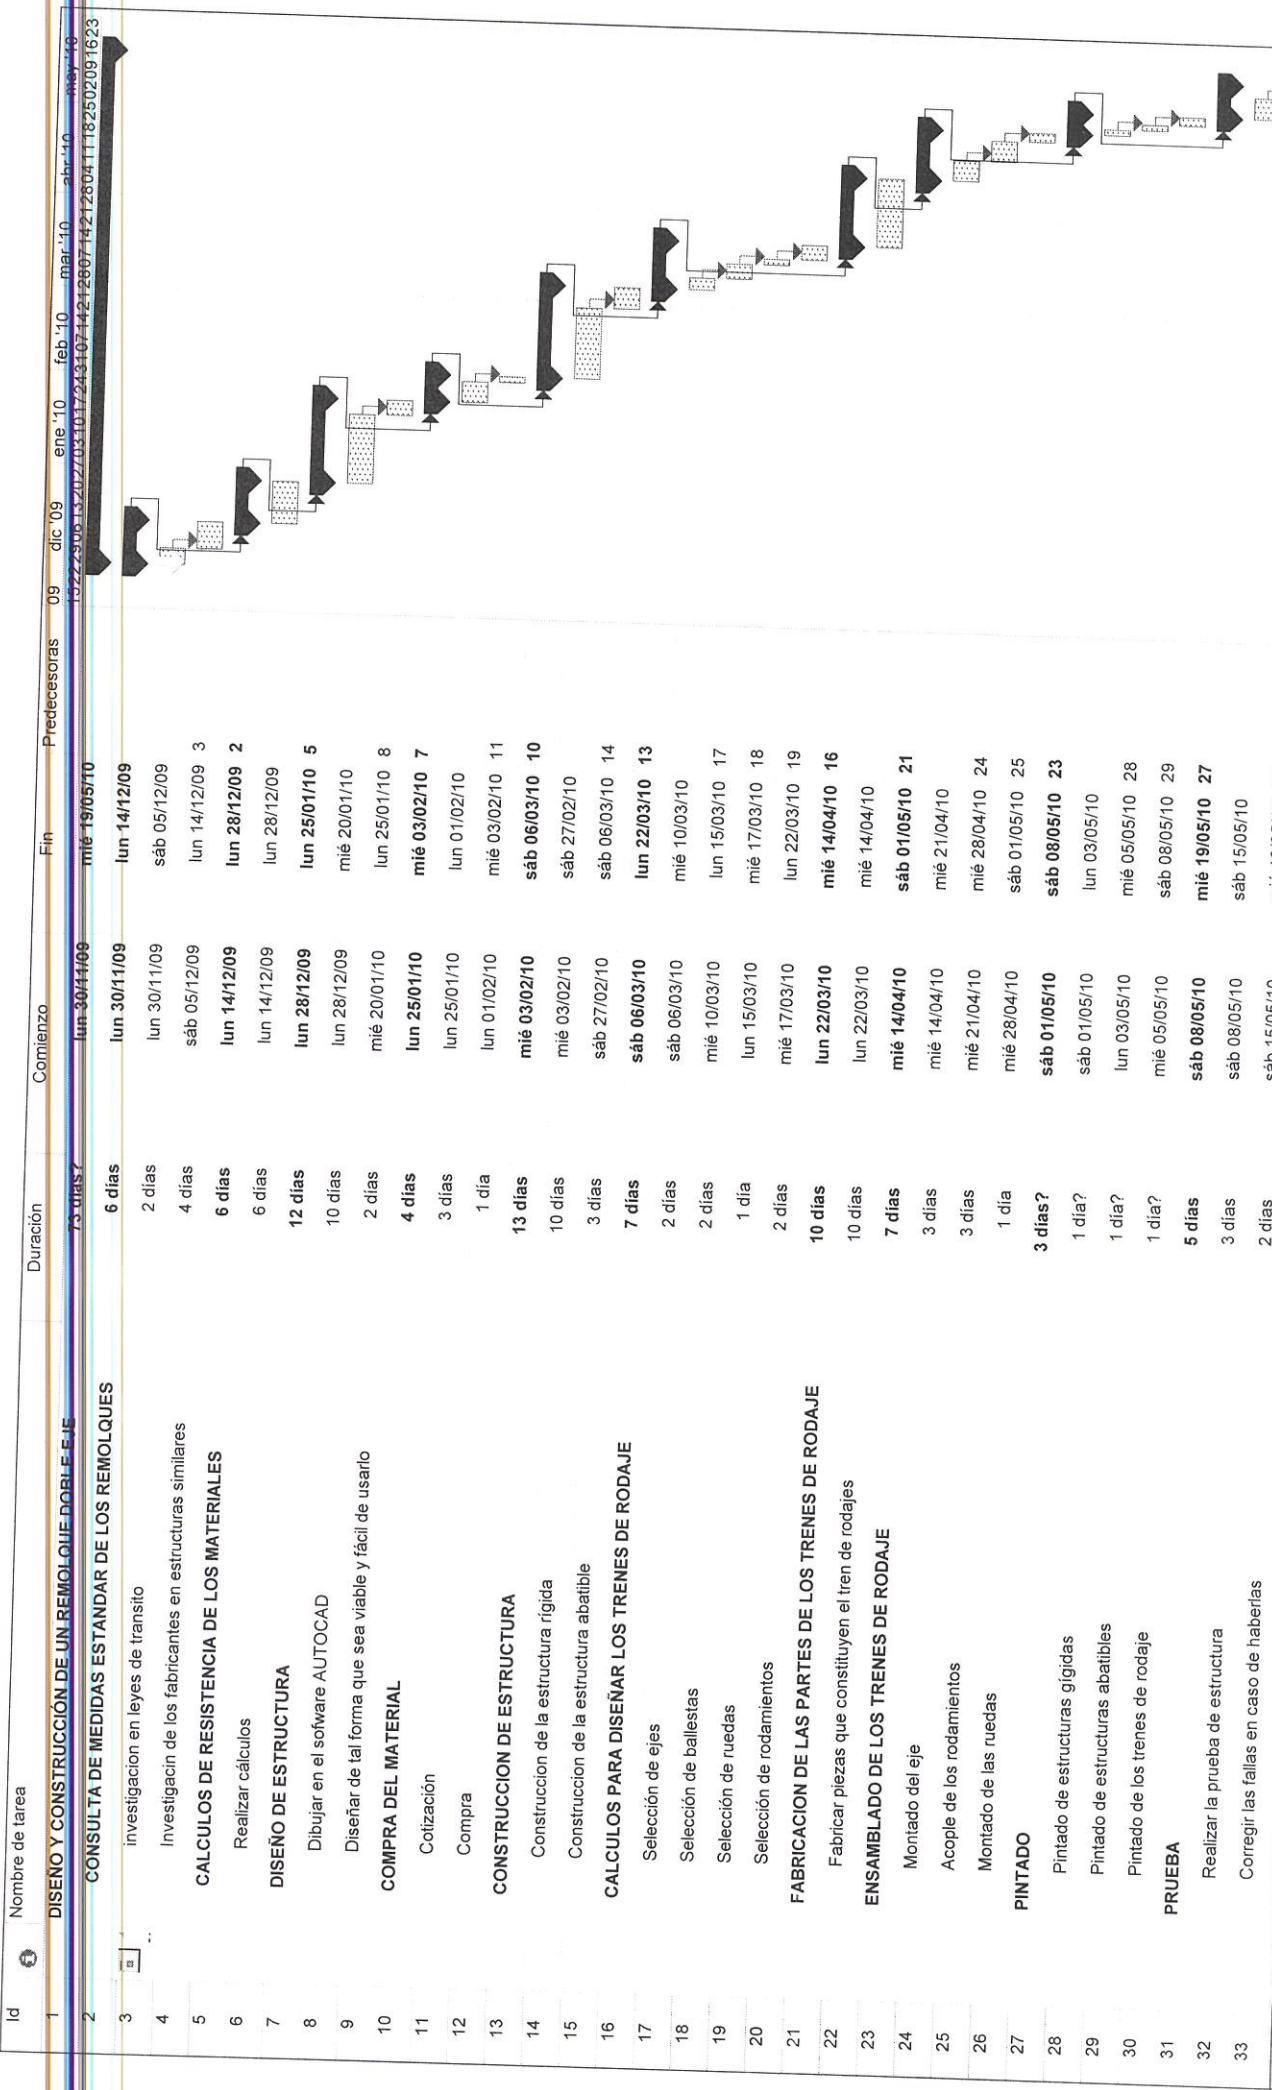 Id Nombre de tarea Duración Comienzo Fin Predecesoras 09 dic '09 ene '10 feb '10 mar '10 abr '10 may '10
15222906132027031017243107142128071421280411182502091623
1 DISEÑO Y CONSTRUCCIÓN DE UN REMOLQUE DOBLE EJE 73 días? lun 30/11/09 mié 19/05/10
2 CONSULTA DE MEDIDAS ESTANDAR DE LOS REMOLQUES 6 días lun 30/11/09 lun 14/12/09
3 investigacion en leyes de transito 2 días lun 30/11/09 sáb 05/12/09
4 Investigacin de los fabricantes en estructuras similares 4 días sáb 05/12/09 lun 14/12/09 3
5 CALCULOS DE RESISTENCIA DE LOS MATERIALES 6 días lun 14/12/09 lun 28/12/09 2
6 Realizar cálculos 6 días lun 14/12/09 lun 28/12/09
7 DISEÑO DE ESTRUCTURA 12 días lun 28/12/09 lun 25/01/10 5
8 Dibujar en el sofware AUTOCAD 10 días lun 28/12/09 mié 20/01/10
9 Diseñar de tal forma que sea viable y fácil de usarlo 2 días mié 20/01/10 lun 25/01/10 8
10 COMPRA DEL MATERIAL 4 días lun 25/01/10 mié 03/02/10 7
11 Cotización 3 días lun 25/01/10 lun 01/02/10
12 Compra 1 día lun 01/02/10 mié 03/02/10 11
13 CONSTRUCCION DE ESTRUCTURA 13 días mié 03/02/10 sáb 06/03/10 10
14 Construccion de la estructura rígida 10 días mié 03/02/10 sáb 27/02/10
15 Construccion de la estructura abatible 3 días sáb 27/02/10 sáb 06/03/10 14
16 CALCULOS PARA DISEÑAR LOS TRENES DE RODAJE 7 días sáb 06/03/10 lun 22/03/10 13
17 Selección de ejes 2 días sáb 06/03/10 mié 10/03/10
18 Selección de ballestas 2 días mié 10/03/10 lun 15/03/10 17
19 Selección de ruedas 1 día lun 15/03/10 mié 17/03/10 18
20 Selección de rodamientos 2 días mié 17/03/10 lun 22/03/10 19
21 FABRICACION DE LAS PARTES DE LOS TRENES DE RODAJE 10 días lun 22/03/10 mié 14/04/10 16
22 Fabricar piezas que constituyen el tren de rodajes 10 días lun 22/03/10 mié 14/04/10
23 ENSAMBLADO DE LOS TRENES DE RODAJE 7 días mié 14/04/10 sáb 01/05/10 21
24 Montado del eje 3 días mié 14/04/10 mié 21/04/10
25 Acople de los rodamientos 3 días mié 21/04/10 mié 28/04/10 24
26 Montado de las ruedas 1 día mié 28/04/10 sáb 01/05/10 25
27 PINTADO 3 días? sáb 01/05/10 sáb 08/05/10 23
28 Pintado de estructuras gígidas 1 día? sáb 01/05/10 lun 03/05/10
29 Pintado de estructuras abatibles 1 día? lun 03/05/10 mié 05/05/10 28
30 Pintado de los trenes de rodaje 1 día? mié 05/05/10 sáb 08/05/10 29
31 PRUEBA 5 días sáb 08/05/10 mié 19/05/10 27
32 Realizar la prueba de estructura 3 días sáb 08/05/10 sáb 15/05/10
33 Corregir las fallas en caso de haberlas 2 días sáb 15/05/10